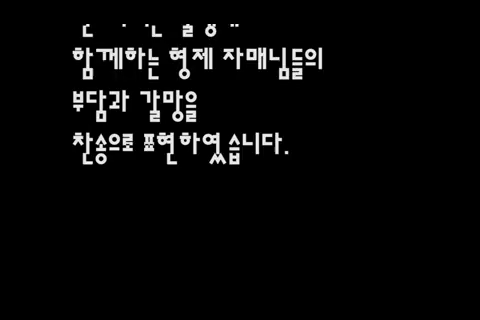 함께하는 형제 자매님들의
부담과 갈망을
찬송으로 표현하였습니다.